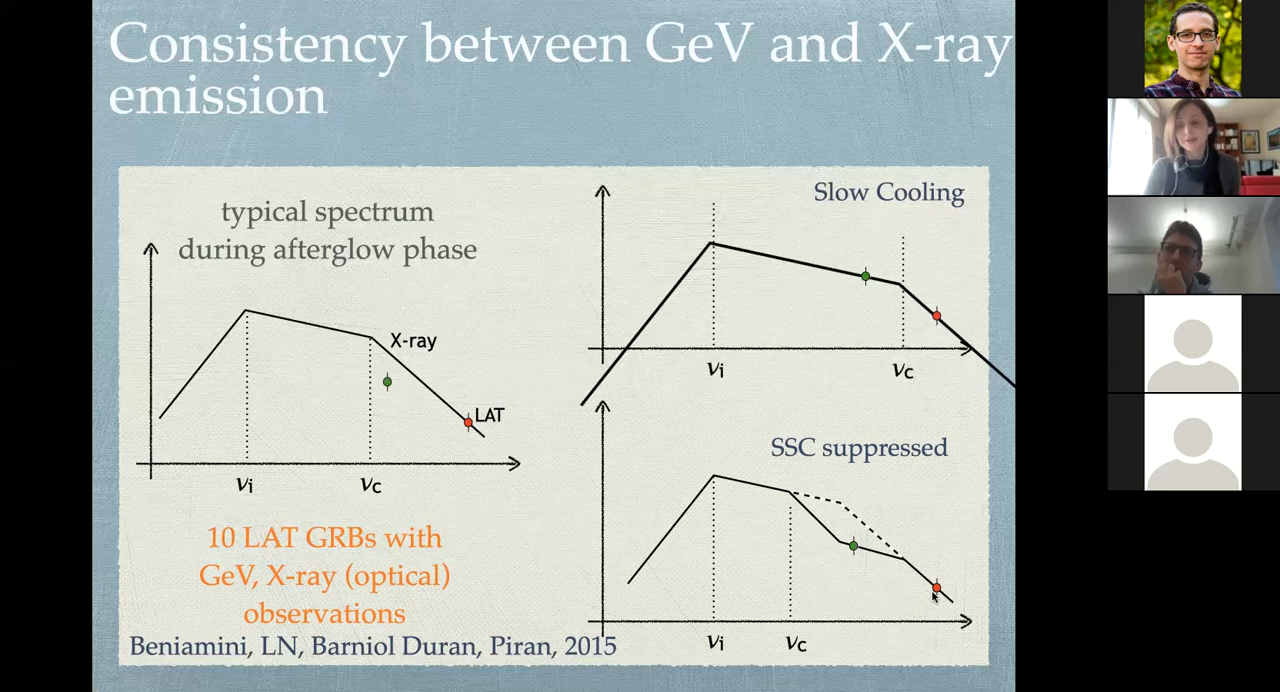 Consistency between GeV and X-ray
emission
typical spectrum
during afterglow phase
X-ray
LAT
νi
νc
10 LAT GRBs with
GeV, X-ray (optical)
observations
Beniamini, LN, Barniol Duran, Piran, 2015
Slow Cooling
νi
νc
SSC suppressed
νi
νc